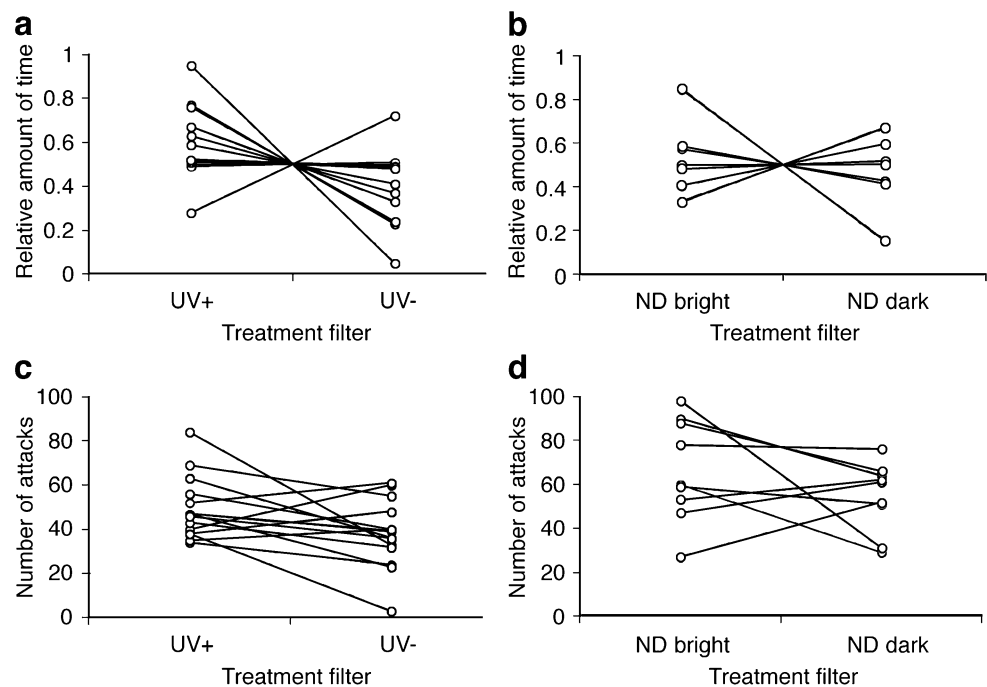 a
Relative amount of time
1
0.8
0.6
0.4
0.2
0
UV+ UV-
Treatment filter
b
Relative amount of time
1
0.8
0.6
0.4
0.2
0
ND bright ND dark
Treatment filter
c
Number of attacks
100
80
60
40
20
0
UV+ UV-
Treatment filter
d
Number of attacks
100
80
60
40
20
0
ND bright ND dark
Treatment filter